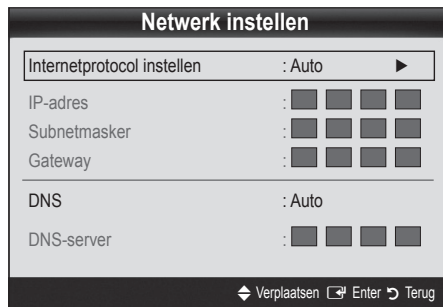 Netwerk instellen
Internetprotocol instellen : Auto ►
IP-adres :
Subnetmasker :
Gateway :
DNS : Auto
DNS-server :
Verplaatsen Enter Terug